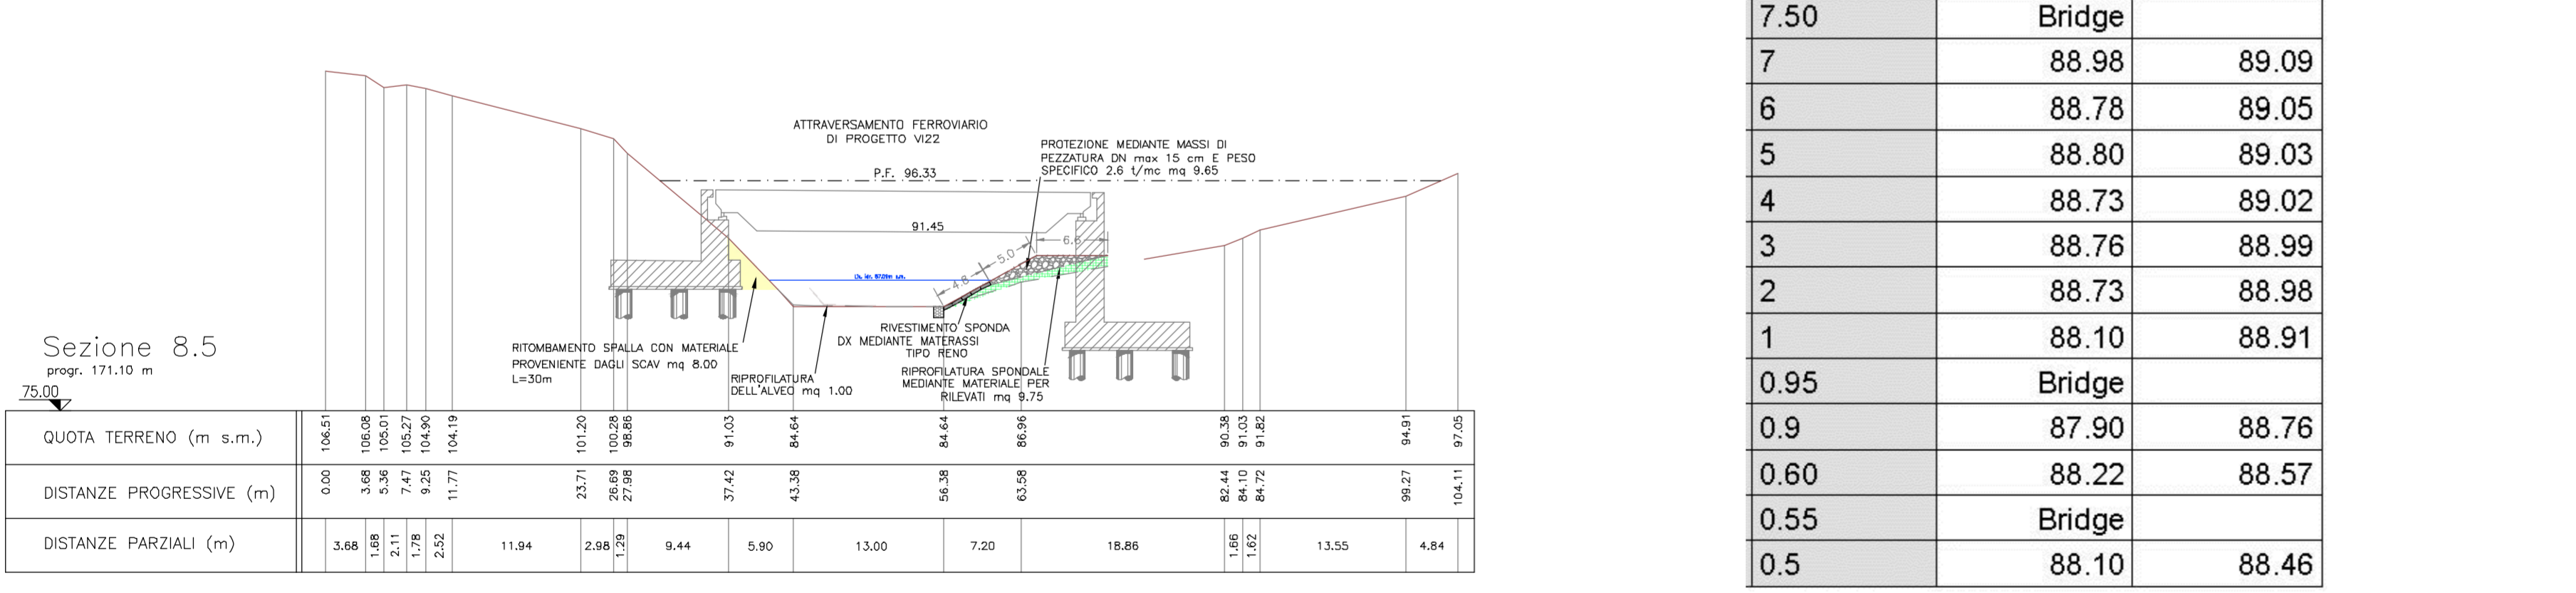 ATTRAVERSAMENTO FERROVIARIO
DI PROGETTO VI22
PROTEZIONE MEDIANTE MASSI DI
PEZZATURA DN max 15 cm E PESO
SPECIFICO 2.6 t/mc mq 9.65
P.F. 96.33
91.45
6.6
5.0
4.8
RIVESTIMENTO SPONDA
DX MEDIANTE MATERASSI
TIPO RENO
RITOMBAMENTO SPALLA CON MATERIALE
PROVENIENTE DAGLI SCAV mq 8.00
L=30m
RIPROFILATURA
DELL'ALVEO mq 1.00
RIPROFILATURA SPONDALE
MEDIANTE MATERIALE PER
RILEVATI mq 9.75
Sezione 8.5
progr. 171.10 m
75.00
QUOTA TERRENO (m s.m.) 106.51 106.08 105.01 105.27 104.90 104.19 101.20 100.28 98.86 91.03 84.64 84.64 86.96 90.38 91.03 91.82 94.91 97.05
DISTANZE PROGRESSIVE (m) 0.00 3.68 5.36 7.47 9.25 11.77 23.71 26.69 27.98 37.42 43.38 56.38 63.58 82.44 84.10 84.72 99.27 104.11
DISTANZE PARZIALI (m) 3.68 1.68 2.11 1.78 2.52 11.94 2.98 1.29 9.44 5.90 13.00 7.20 18.86 1.66 1.62 13.55 4.84
7.50 Bridge
7 88.98 89.09
6 88.78 89.05
5 88.80 89.03
4 88.73 89.02
3 88.76 88.99
2 88.73 88.98
1 88.10 88.91
0.95 Bridge
0.9 87.90 88.76
0.60 88.22 88.57
0.55 Bridge
0.5 88.10 88.46